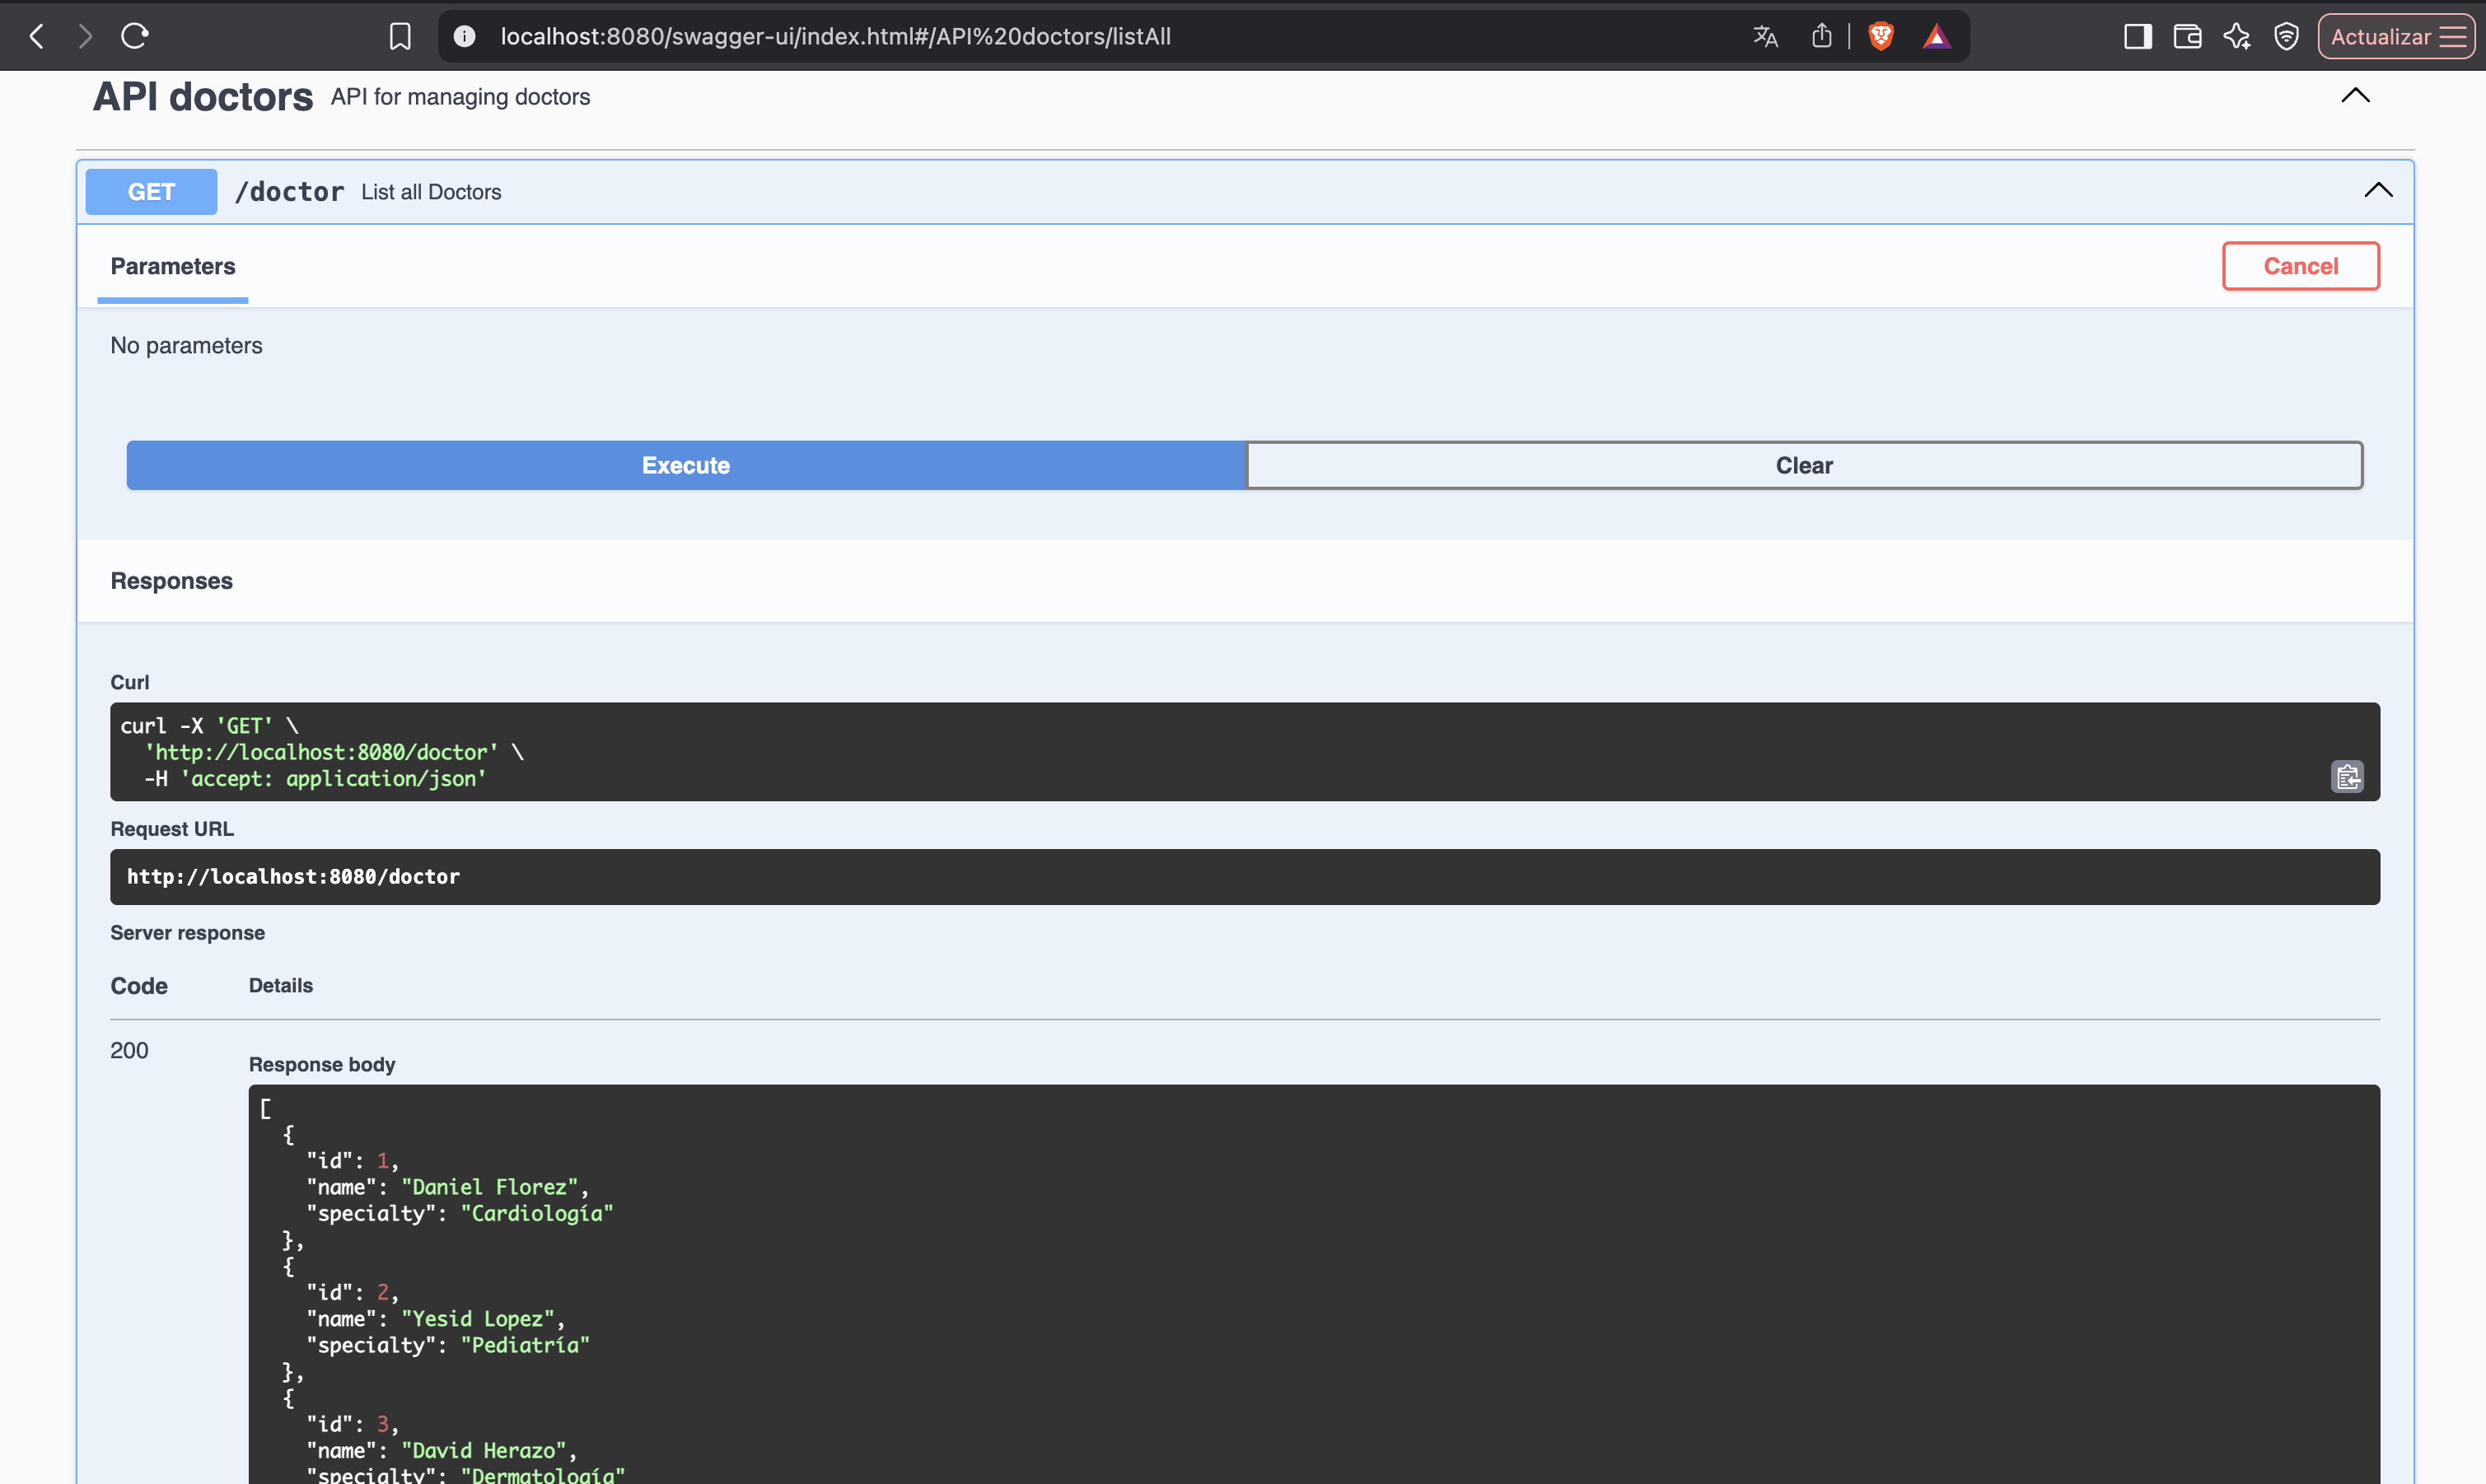 localhost:8080/swagger-ui/index.html#/API%20doctors/listAll
Actualizar
API doctors API for managing doctors
GET /doctor List all Doctors
Parameters
Cancel
No parameters
Execute
Clear
Responses
Curl
curl -X 'GET' \
'http://localhost:8080/doctor' \
-H 'accept: application/json'
Request URL
http://localhost:8080/doctor
Server response
Code Details
200
Response body
[
{
"id": 1,
"name": "Daniel Florez",
"specialty": "Cardiología"
},
{
"id": 2,
"name": "Yesid Lopez",
"specialty": "Pediatría"
},
{
"id": 3,
"name": "David Herazo",
"specialty": "Dermatología"